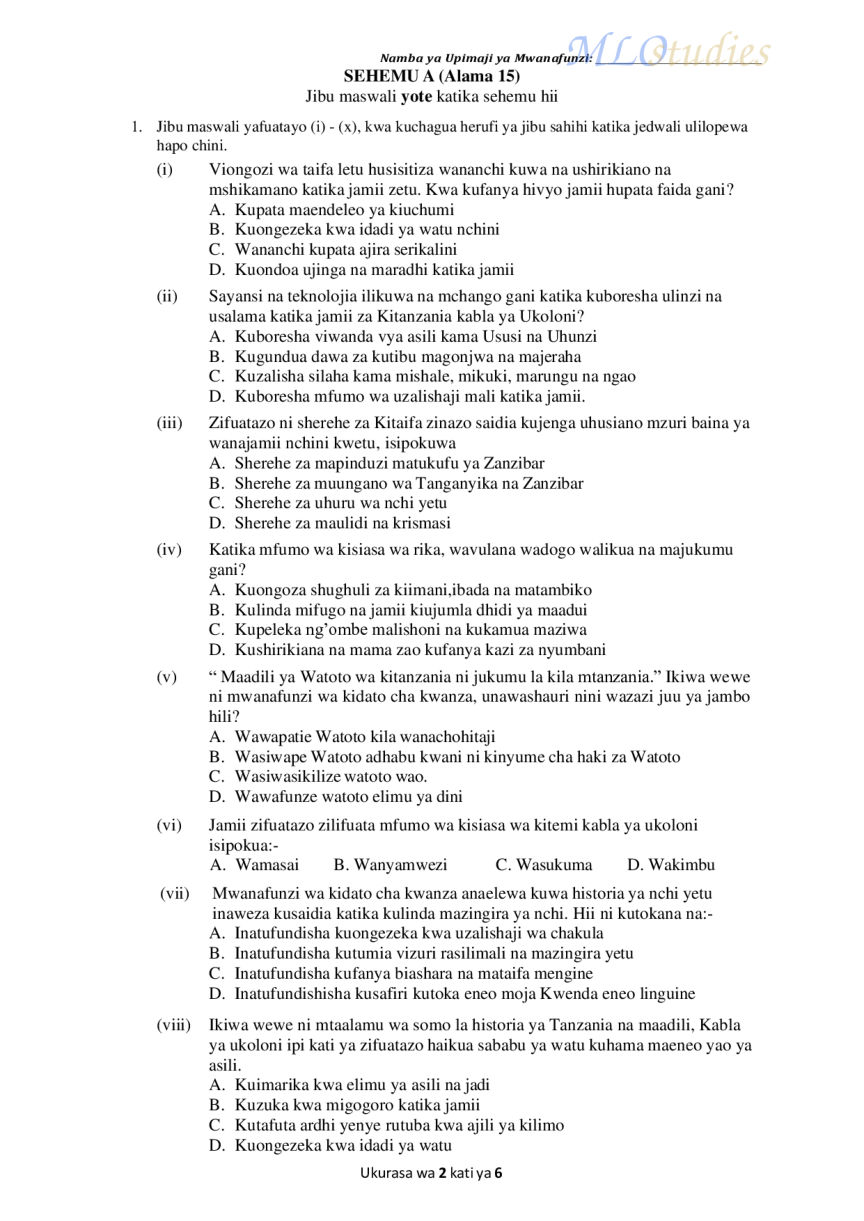 MLOstudies
Namba ya Upimaji ya Mwanafunzi:
SEHEMU A (Alama 15)
Jibu maswali yote katika sehemu hii
1. Jibu maswali yafuatayo (i) - (x), kwa kuchagua herufi ya jibu sahihi katika jedwali ulilopewa
hapo chini.
(i) Viongozi wa taifa letu husisitiza wananchi kuwa na ushirikiano na
mshikamano katika jamii zetu. Kwa kufanya hivyo jamii hupata faida gani?
A. Kupata maendeleo ya kiuchumi
B. Kuongezeka kwa idadi ya watu nchini
C. Wananchi kupata ajira serikalini
D. Kuondoa ujinga na maradhi katika jamii
(ii) Sayansi na teknolojia ilikuwa na mchango gani katika kuboresha ulinzi na
usalama katika jamii za Kitanzania kabla ya Ukoloni?
A. Kuboresha viwanda vya asili kama Ususi na Uhunzi
B. Kugundua dawa za kutibu magonjwa na majeraha
C. Kuzalisha silaha kama mishale, mikuki, marungu na ngao
D. Kuboresha mfumo wa uzalishaji mali katika jamii.
(iii) Zifuatazo ni sherehe za Kitaifa zinazo saidia kujenga uhusiano mzuri baina ya
wanajamii nchini kwetu, isipokuwa
A. Sherehe za mapinduzi matukufu ya Zanzibar
B. Sherehe za muungano wa Tanganyika na Zanzibar
C. Sherehe za uhuru wa nchi yetu
D. Sherehe za maulidi na krismasi
(iv) Katika mfumo wa kisiasa wa rika, wavulana wadogo walikua na majukumu
gani?
A. Kuongoza shughuli za kiimani,ibada na matambiko
B. Kulinda mifugo na jamii kiujumla dhidi ya maadui
C. Kupeleka ng’ombe malishoni na kukamua maziwa
D. Kushirikiana na mama zao kufanya kazi za nyumbani
(v) “ Maadili ya Watoto wa kitanzania ni jukumu la kila mtanzania.” Ikiwa wewe
ni mwanafunzi wa kidato cha kwanza, unawashauri nini wazazi juu ya jambo
hili?
A. Wawapatie Watoto kila wanachohitaji
B. Wasiwape Watoto adhabu kwani ni kinyume cha haki za Watoto
C. Wasiwasikilize watoto wao.
D. Wawafunze watoto elimu ya dini
(vi) Jamii zifuatazo zilifuata mfumo wa kisiasa wa kitemi kabla ya ukoloni
isipokua:-
A. Wamasai B. Wanyamwezi C. Wasukuma D. Wakimbu
(vii) Mwanafunzi wa kidato cha kwanza anaelewa kuwa historia ya nchi yetu
inaweza kusaidia katika kulinda mazingira ya nchi. Hii ni kutokana na:-
A. Inatufundisha kuongezeka kwa uzalishaji wa chakula
B. Inatufundisha kutumia vizuri rasilimali na mazingira yetu
C. Inatufundisha kufanya biashara na mataifa mengine
D. Inatufundishisha kusafiri kutoka eneo moja Kwenda eneo linguine
(viii) Ikiwa wewe ni mtaalamu wa somo la historia ya Tanzania na maadili, Kabla
ya ukoloni ipi kati ya zifuatazo haikua sababu ya watu kuhama maeneo yao ya
asili.
A. Kuimarika kwa elimu ya asili na jadi
B. Kuzuka kwa migogoro katika jamii
C. Kutafuta ardhi yenye rutuba kwa ajili ya kilimo
D. Kuongezeka kwa idadi ya watu
Ukurasa wa 2 kati ya 6